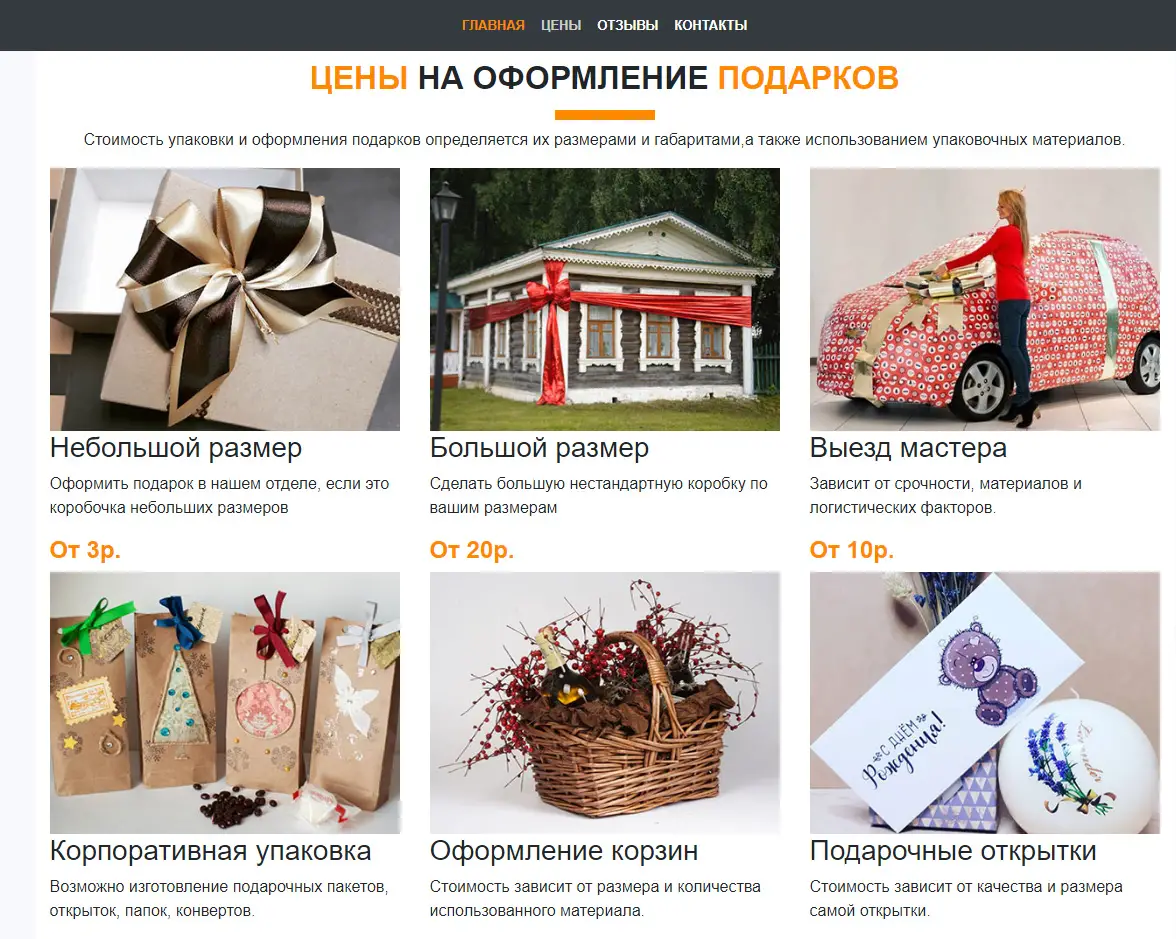 ГЛАВНАЯ ЦЕНЫ ОТЗЫВЫ КОНТАКТЫ
ЦЕНЫ НА ОФОРМЛЕНИЕ ПОДАРКОВ
Стоимость упаковки и оформления подарков определяется их размерами и габаритами,а также использованием упаковочных материалов.
Небольшой размер
Оформить подарок в нашем отделе, если это
коробочка небольших размеров
От 3р.
Большой размер
Сделать большую нестандартную коробку по
вашим размерам
От 20р.
Выезд мастера
Зависит от срочности, материалов и
логистических факторов.
От 10р.
Корпоративная упаковка
Возможно изготовление подарочных пакетов,
открыток, папок, конвертов.
Оформление корзин
Стоимость зависит от размера и количества
использованного материала.
С ДНЁМ
Рождения!
Подарочные открытки
Стоимость зависит от качества и размера
самой открытки.